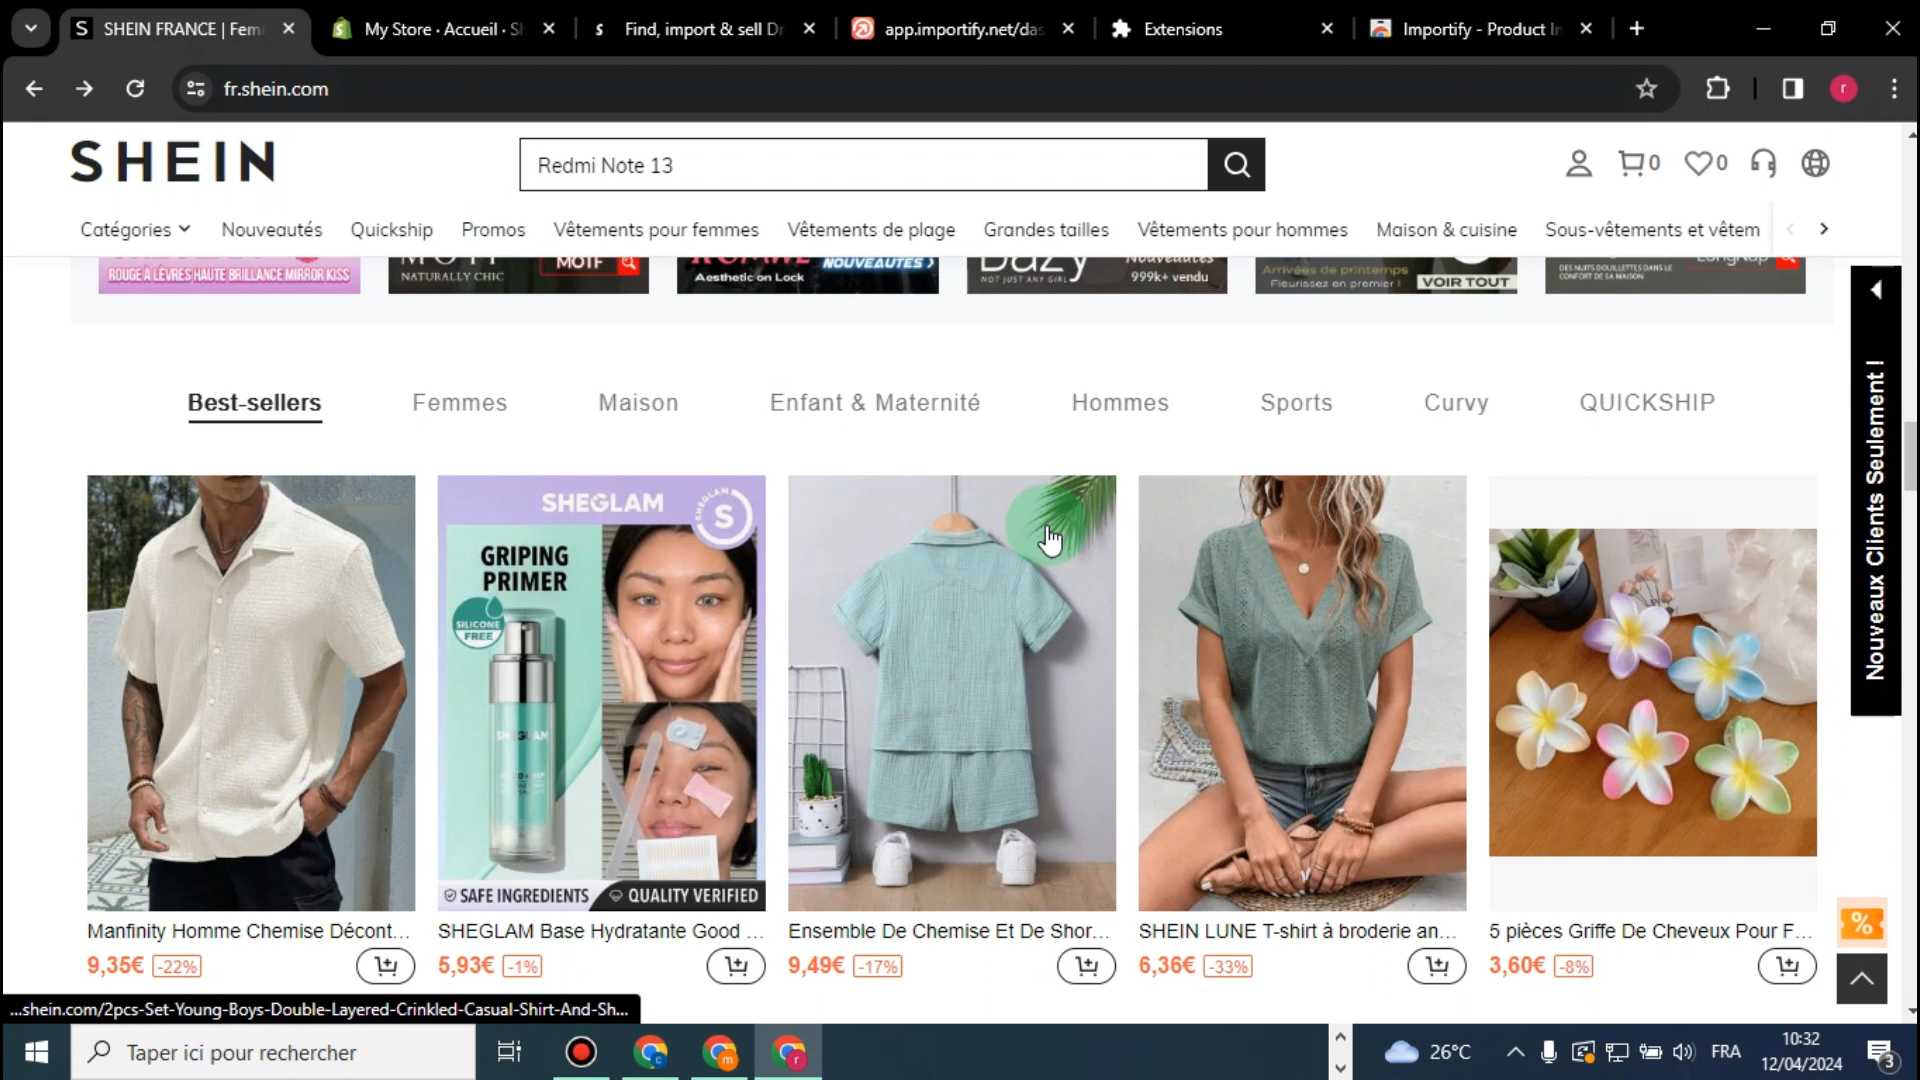 SHEIN FRANCE | Fem
My Store · Accueil · Sh
Find, import & sell Dr
app.importify.net/das
Extensions
Importify - Product In
fr.shein.com
r
SHEIN
Redmi Note 13
0
0
Catégories
Nouveautés
Quickship
Promos
Vêtements pour femmes
Vêtements de plage
Grandes tailles
Vêtements pour hommes
Maison & cuisine
Sous-vêtements et vêtem
ROUGE À LÈVRES HAUTE BRILLANCE MIRROR KISS
NATURALLY CHIC
MOTF
Aesthetic on Lock
NOUVEAUTÉS >
Dazy
NOT JUST ANY GIRL
Nouveautés
999k+ vendu
Arrivées de printemps
Fleurissez en premier !
VOIR TOUT
DES NUITS DOUILLETTES DANS LE
CONFORT DE SA MAISON
Nouveaux Clients Seulement !
Best-sellers
Femmes
Maison
Enfant & Maternité
Hommes
Sports
Curvy
QUICKSHIP
SHEGLAM
SHEGLAM
S
GRIPING
PRIMER
SILICONE
FREE
SHEGLAM
SAFE INGREDIENTS
QUALITY VERIFIED
Manfinity Homme Chemise Décont...
9,35€ -22%
SHEGLAM Base Hydratante Good ...
5,93€ -1%
Ensemble De Chemise Et De Shor...
9,49€ -17%
SHEIN LUNE T-shirt à broderie an...
6,36€ -33%
5 pièces Griffe De Cheveux Pour F...
3,60€ -8%
%
...shein.com/2pcs-Set-Young-Boys-Double-Layered-Crinkled-Casual-Shirt-And-Sh...
Taper ici pour rechercher
c
m
r
26°C
FRA
10:32
12/04/2024
3